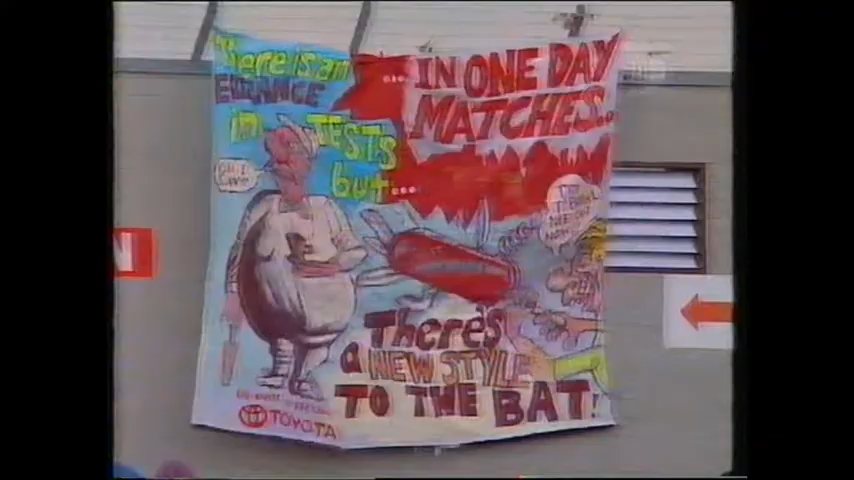 There is an
ELEGANCE
in TESTS
but...
...IN ONE DAY
MATCHES...
There's
a NEW STYLE
TO THE BAT!
TOYOTA
N